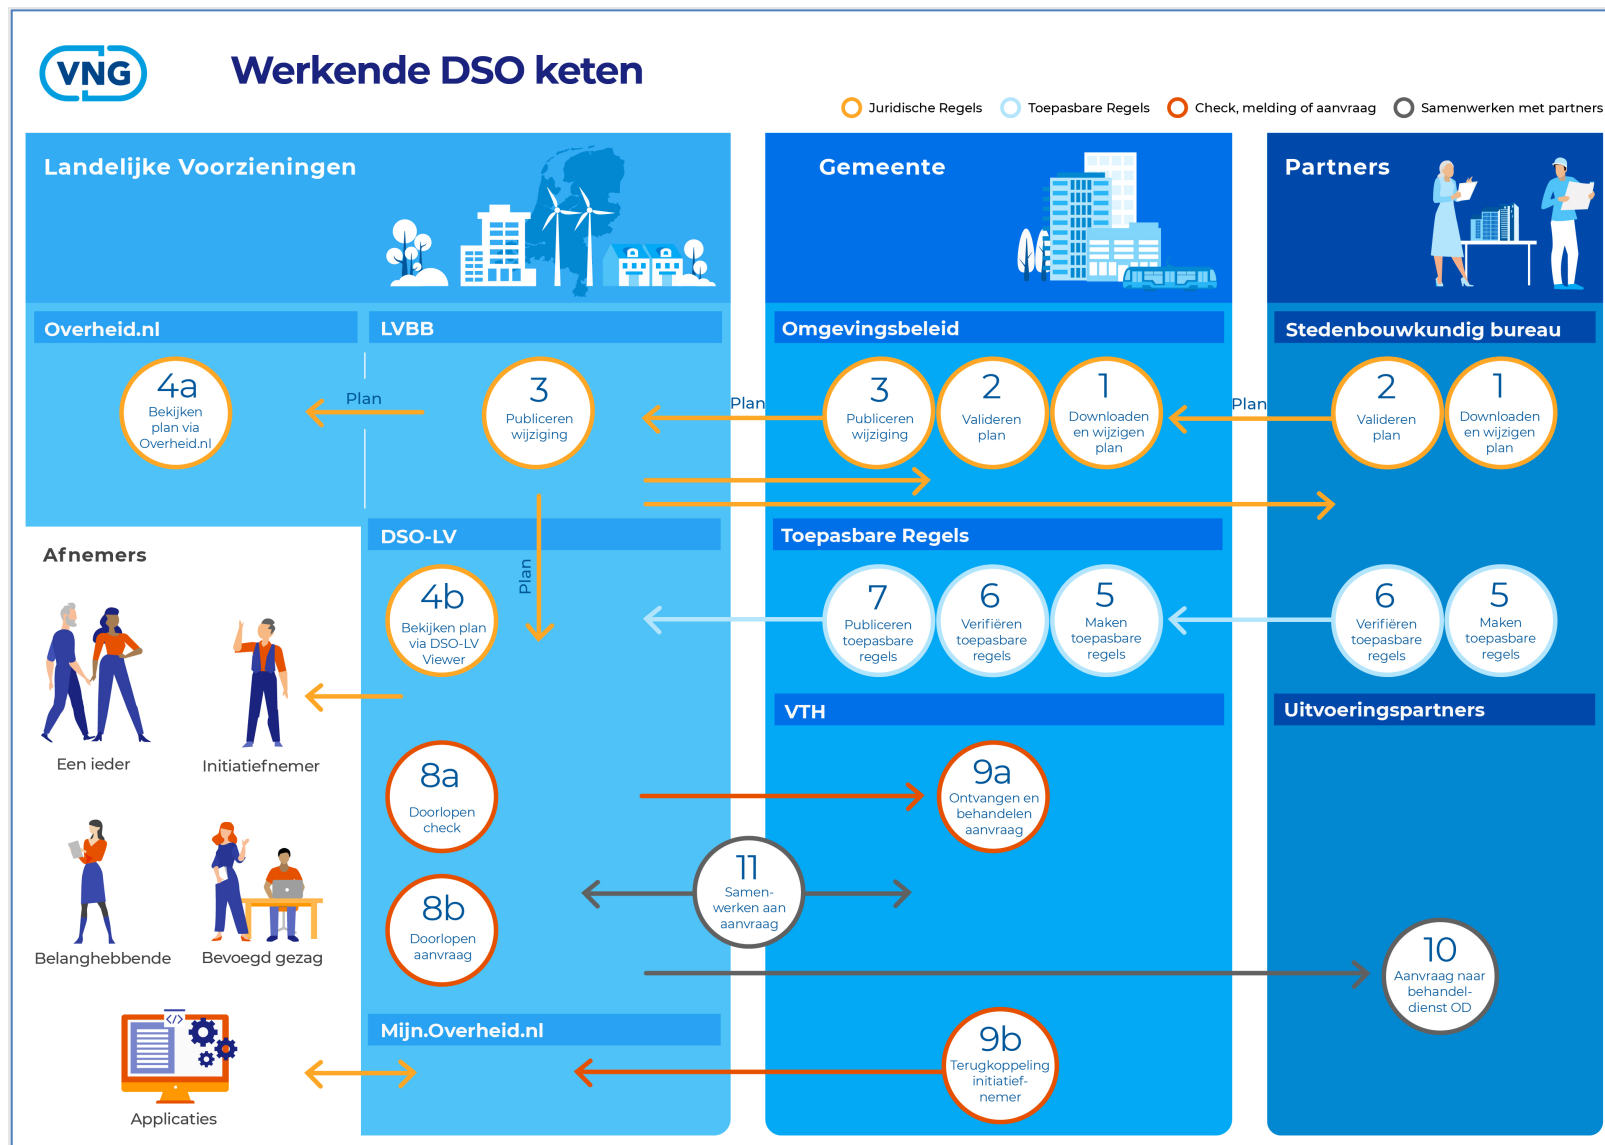 VNG
Werkende DSO keten
Juridische Regels
Toepasbare Regels
Check, melding of aanvraag
Samenwerken met partners
Landelijke Voorzieningen
Gemeente
Partners
Overheid.nl
LVBB
Omgevingsbeleid
Stedenbouwkundig bureau
4a
Bekijken
plan via
Overheid.nl
Plan
3
Publiceren
wijziging
Plan
3
Publiceren
wijziging
2
Valideren
plan
1
Downloaden
en wijzigen
plan
Plan
2
Valideren
plan
1
Downloaden
en wijzigen
plan
Afnemers
DSO-LV
Toepasbare Regels
4b
Bekijken plan
via DSO-LV
Viewer
Plan
7
Publiceren
toepasbare
regels
6
Verifiëren
toepasbare
regels
5
Maken
toepasbare
regels
6
Verifiëren
toepasbare
regels
5
Maken
toepasbare
regels
VTH
Uitvoeringspartners
Een ieder
Initiatiefnemer
8a
Doorlopen
check
9a
Ontvangen en
behandelen
aanvraag
11
Samen-
werken aan
aanvraag
8b
Doorlopen
aanvraag
Belanghebbende
Bevoegd gezag
10
Aanvraag naar
behandel-
dienst OD
</>
Mijn.Overheid.nl
9b
Terugkoppeling
initiatief-
nemer
Applicaties